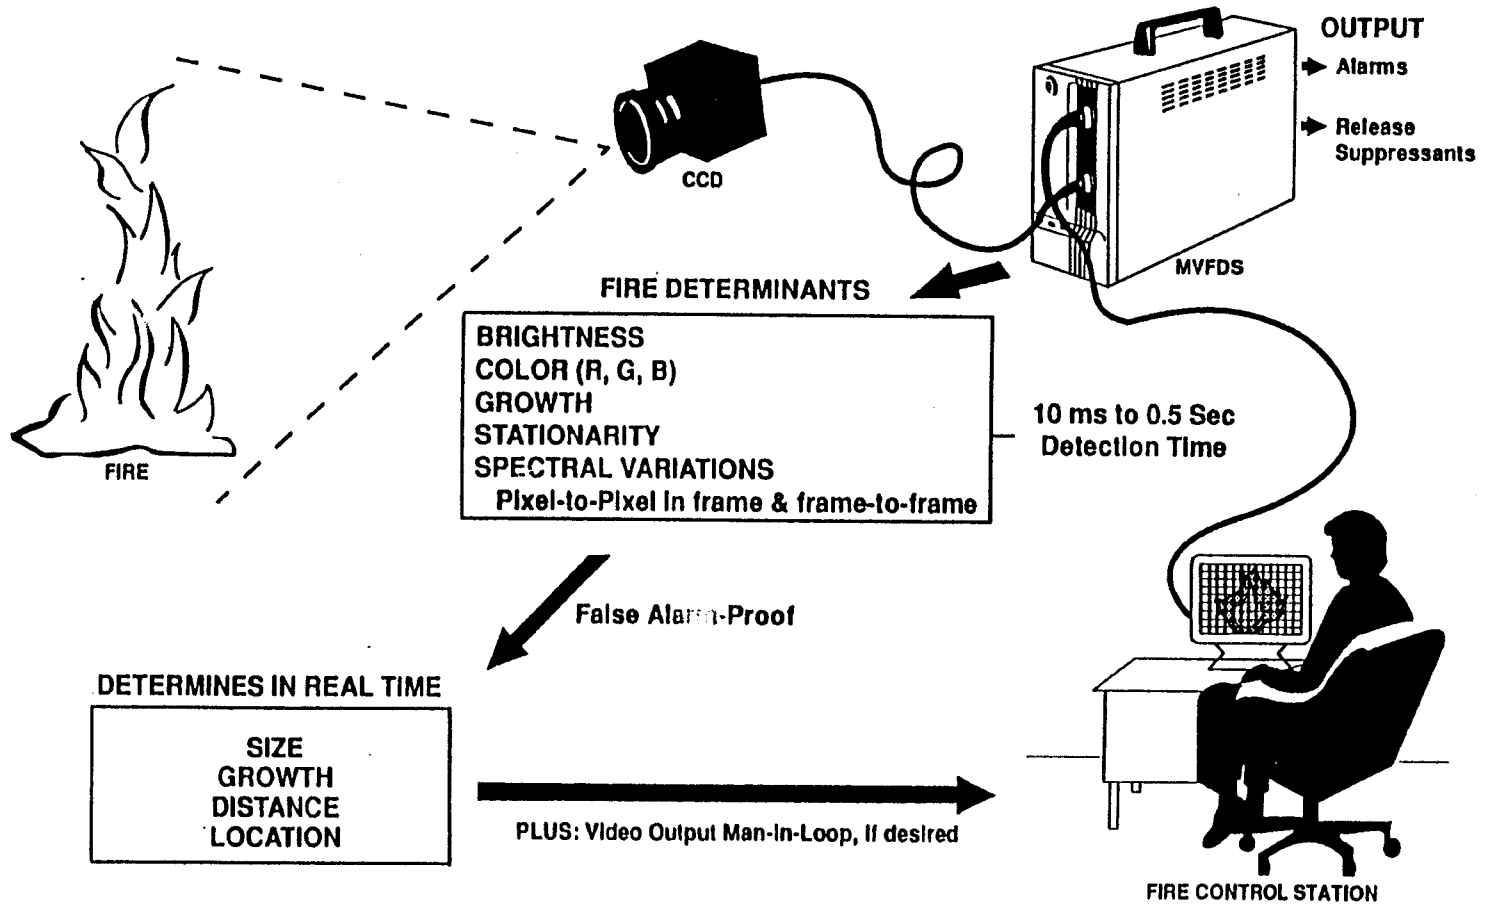 OUTPUT
Alarms
Release
Suppressants
CCD
MVFDS
FIRE
FIRE DETERMINANTS
BRIGHTNESS
COLOR (R, G, B)
GROWTH
STATIONARITY
SPECTRAL VARIATIONS
Pixel-to-Pixel in frame & frame-to-frame
10 ms to 0.5 Sec
Detection Time
False Alarm-Proof
DETERMINES IN REAL TIME
SIZE
GROWTH
DISTANCE
LOCATION
PLUS: Video Output Man-In-Loop, if desired
FIRE CONTROL STATION